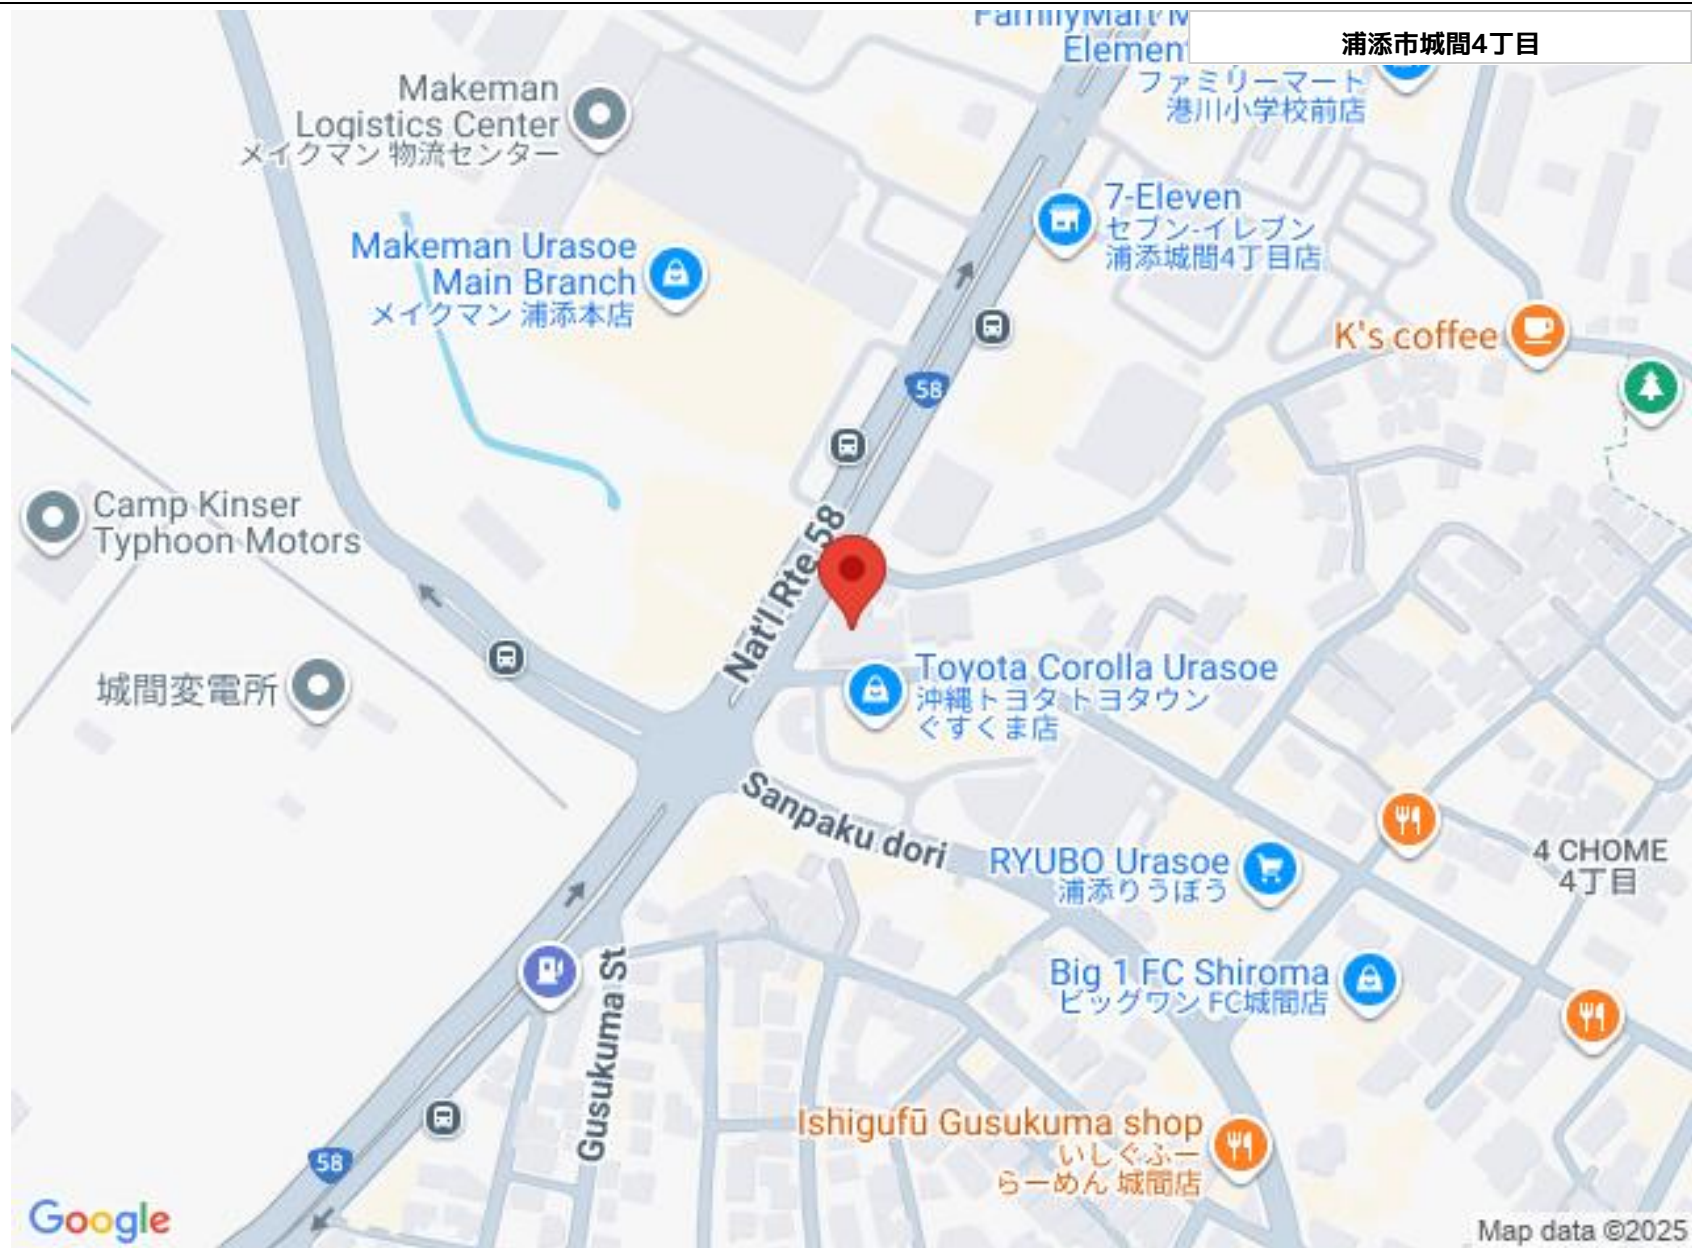 浦添市城間4丁目
FamilyMart M
Element
ファミリーマート
港川小学校前店
Makeman
Logistics Center
メイクマン 物流センター
7-Eleven
セブン-イレブン
浦添城間4丁目店
Makeman Urasoe
Main Branch
メイクマン 浦添本店
K's coffee
58
Camp Kinser
Typhoon Motors
Nat'l Rte 58
城間変電所
Toyota Corolla Urasoe
沖縄トヨタ トヨタウン
ぐすくま店
Sanpaku dori
RYUBO Urasoe
浦添りうぼう
4 CHOME
4丁目
Gusukuma St
Big 1 FC Shiroma
ビッグワン FC城間店
Ishigufū Gusukuma shop
いしぐふー
らーめん 城間店
58
Google
Map data ©2025